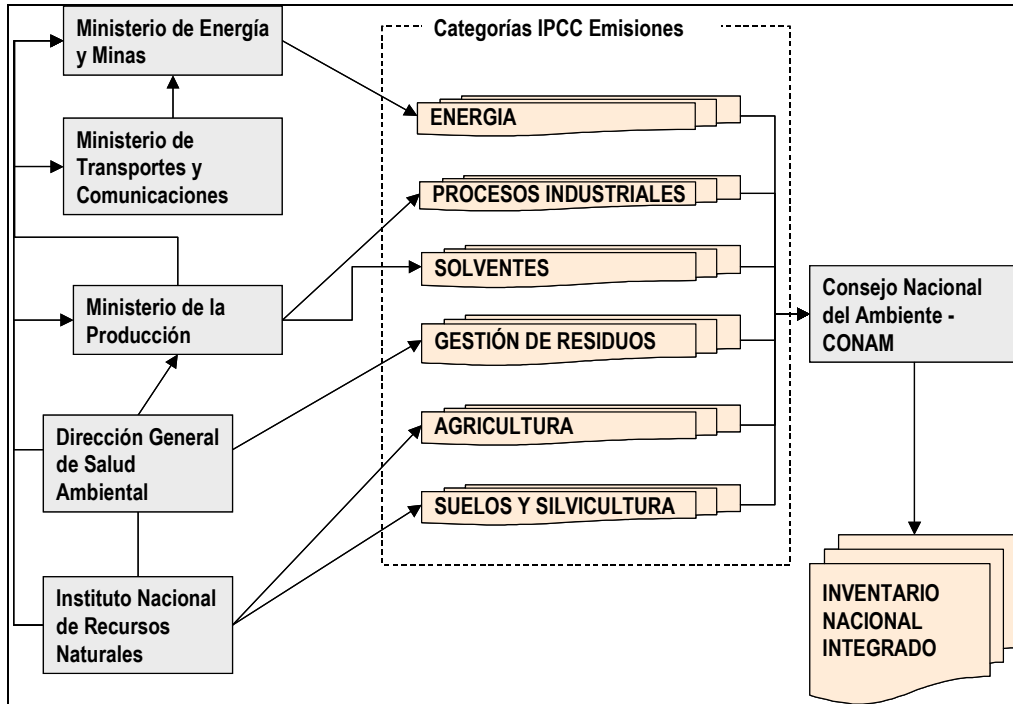 Ministerio de Energía
y Minas
Ministerio de
Transportes y
Comunicaciones
Ministerio de la
Producción
Dirección General
de Salud
Ambiental
Instituto Nacional
de Recursos
Naturales
Categorías IPCC Emisiones
ENERGIA
PROCESOS INDUSTRIALES
SOLVENTES
GESTIÓN DE RESIDUOS
AGRICULTURA
SUELOS Y SILVICULTURA
Consejo Nacional
del Ambiente -
CONAM
INVENTARIO
NACIONAL
INTEGRADO